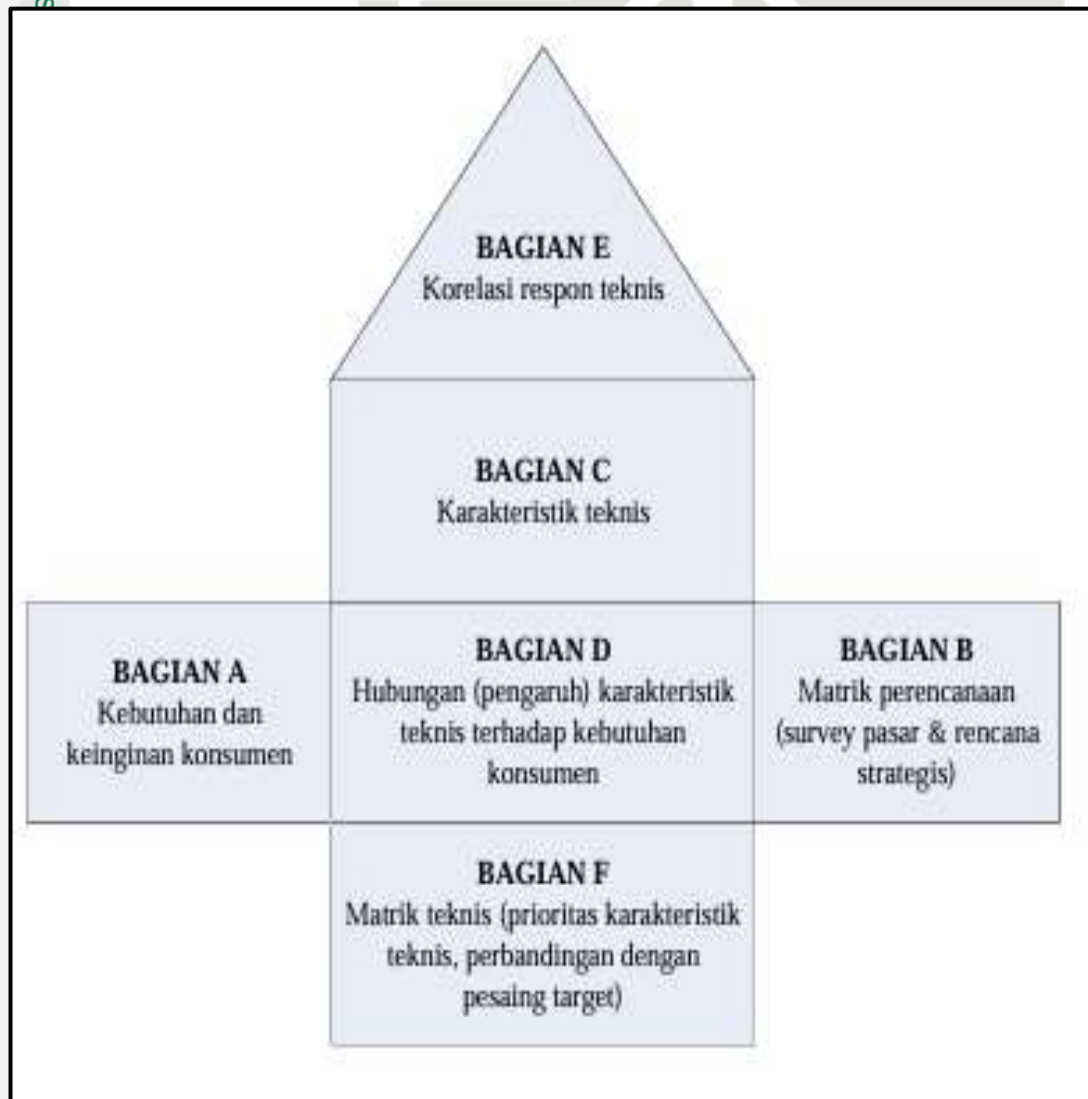 BAGIAN E
Korelasi respon teknis
BAGIAN C
Karakteristik teknis
BAGIAN A
Kebutuhan dan
keinginan konsumen
BAGIAN D
Hubungan (pengaruh) karakteristik
teknis terhadap kebutuhan
konsumen
BAGIAN B
Matrik perencanaan
(survey pasar & rencana
strategis)
BAGIAN F
Matrik teknis (prioritas karakteristik
teknis, perbandingan dengan
pesaing target)